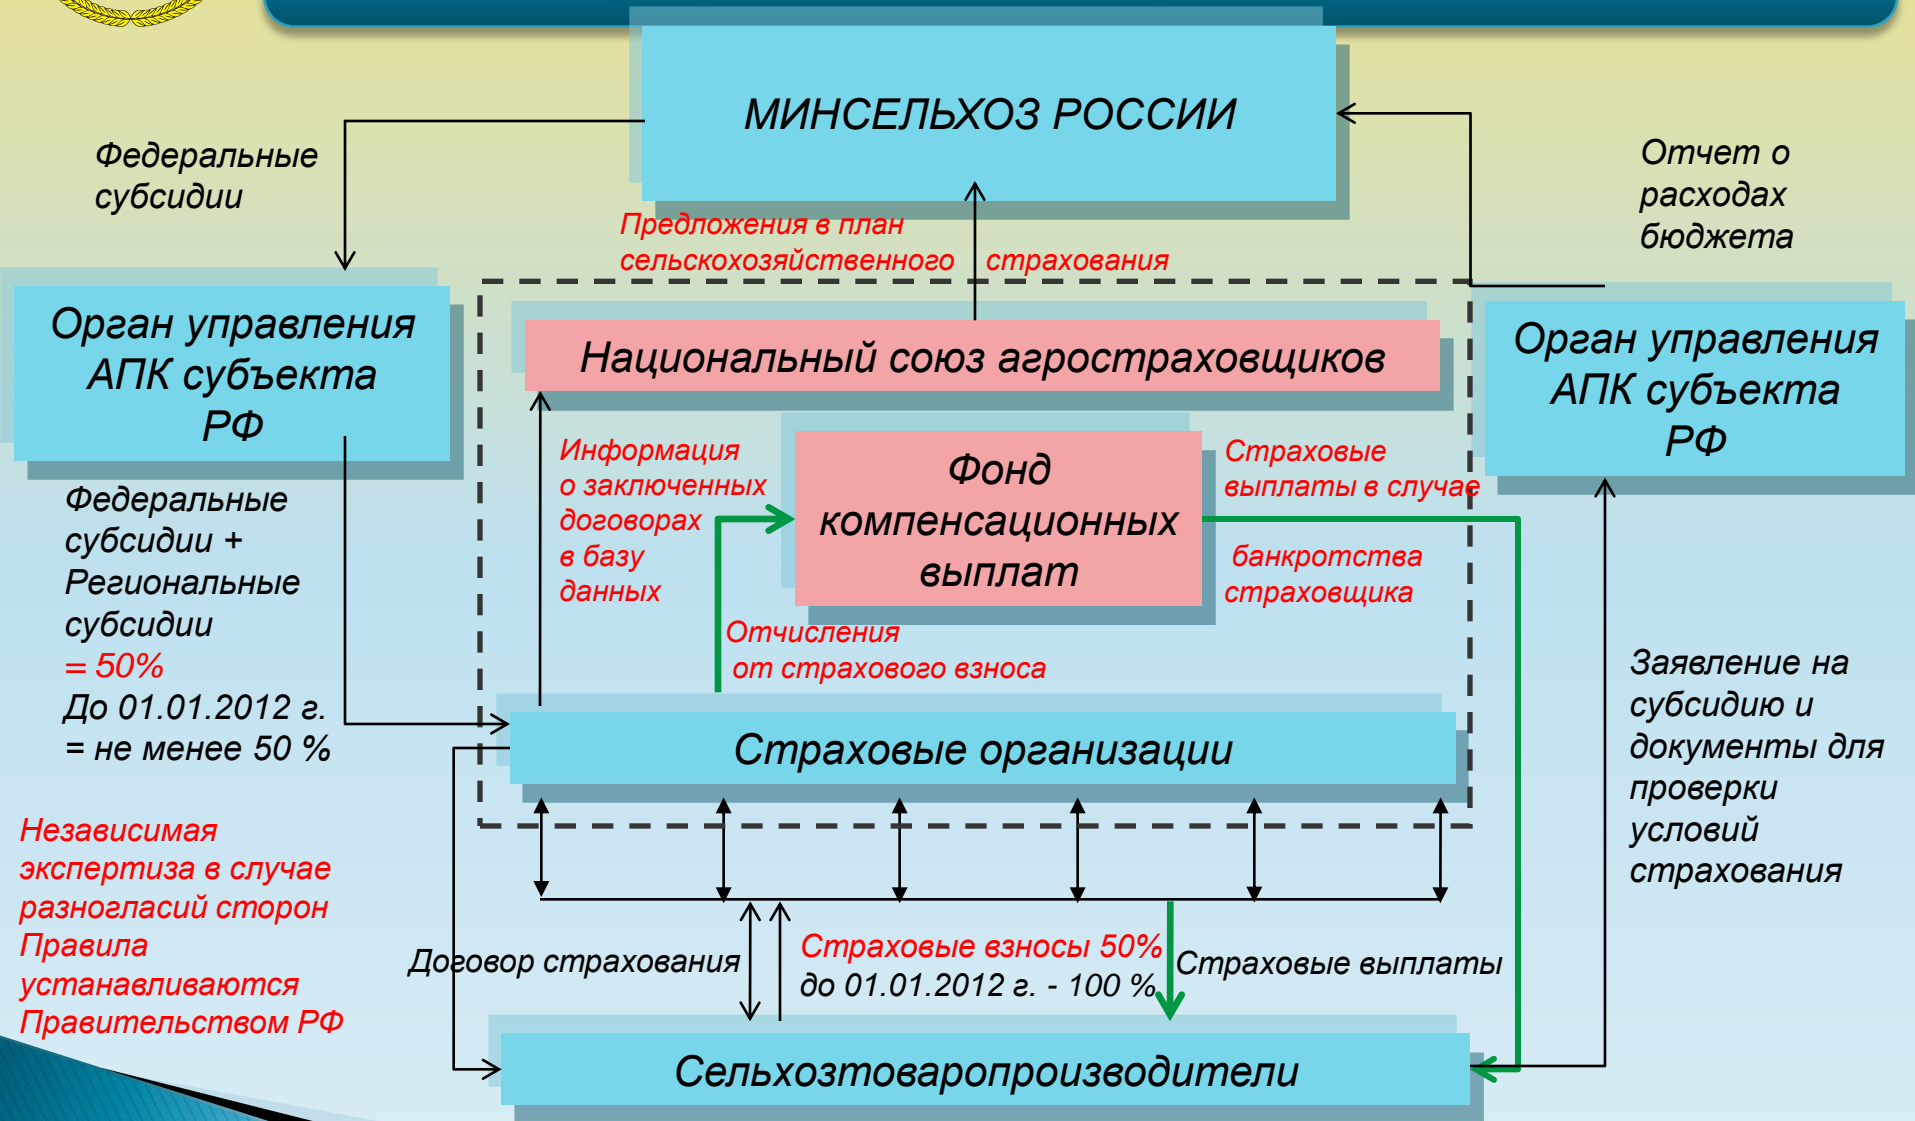 МИНСЕЛЬХОЗ РОССИИ
Федеральные
субсидии
Отчет о
расходах
бюджета
Предложения в план
сельскохозяйственного страхования
Орган управления
АПК субъекта
РФ
Национальный союз агростраховщиков
Орган управления
АПК субъекта
РФ
Информация
о заключенных
договорах
в базу
данных
Фонд
компенсационных
выплат
Страховые
выплаты в случае
банкротства
страховщика
Федеральные
субсидии +
Региональные
субсидии
= 50%
До 01.01.2012 г.
= не менее 50 %
Отчисления
от страхового взноса
Страховые организации
Заявление на
субсидию и
документы для
проверки
условий
страхования
Независимая
экспертиза в случае
разногласий сторон
Правила
устанавливаются
Правительством РФ
Договор страхования
Страховые взносы 50%
до 01.01.2012 г. - 100 %
Страховые выплаты
Сельхозтоваропроизводители